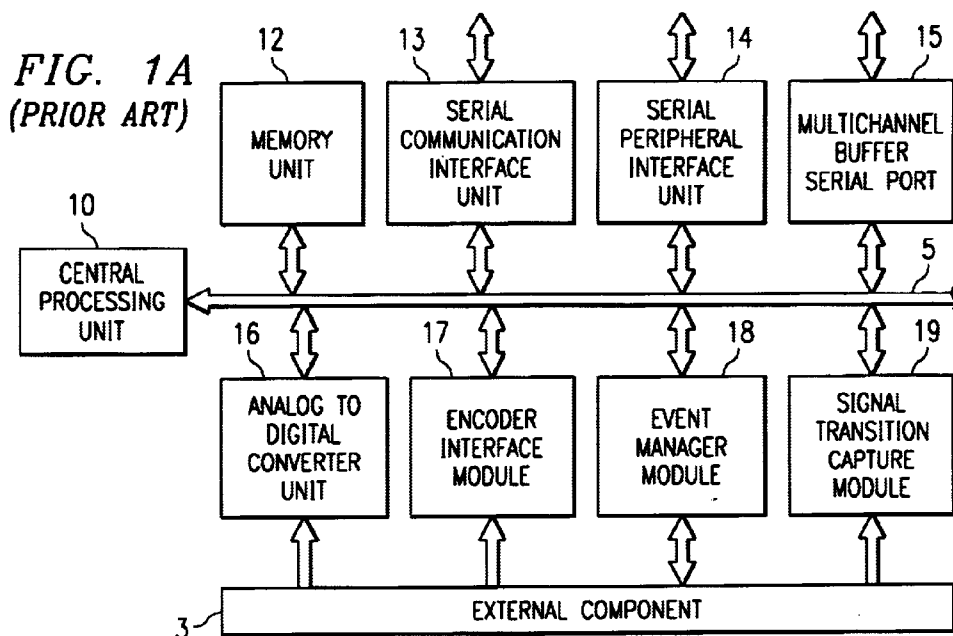 FIG. 1A
(PRIOR ART)
12
13
14
15
MEMORY
UNIT
SERIAL
COMMUNICATION
INTERFACE
UNIT
SERIAL
PERIPHERAL
INTERFACE
UNIT
MULTICHANNEL
BUFFER
SERIAL PORT
10
5
CENTRAL
PROCESSING
UNIT
16
17
18
19
ANALOG TO
DIGITAL
CONVERTER
UNIT
ENCODER
INTERFACE
MODULE
EVENT
MANAGER
MODULE
SIGNAL
TRANSITION
CAPTURE
MODULE
3
EXTERNAL COMPONENT